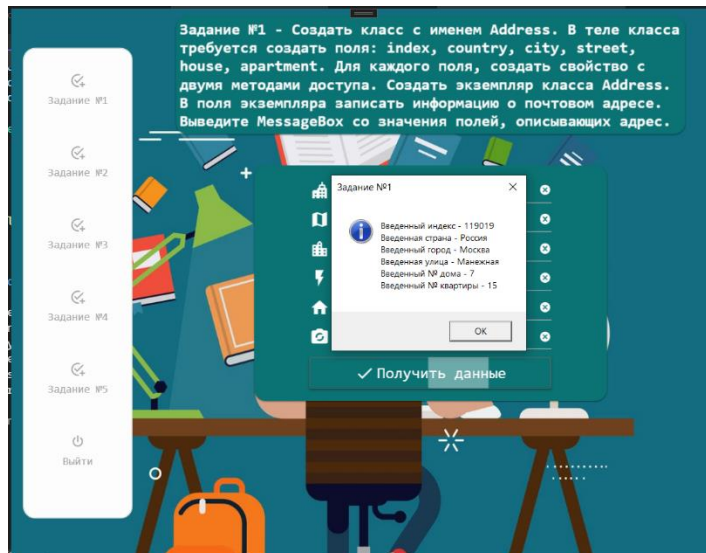 Задание №1 - Создать класс с именем Address. В теле класса
требуется создать поля: index, country, city, street,
house, apartment. Для каждого поля, создать свойство с
двумя методами доступа. Создать экземпляр класса Address.
В поля экземпляра записать информацию о почтовом адресе.
Выведите MessageBox со значения полей, описывающих адрес.
Задание №1
Задание №2
Задание №3
Задание №4
Задание №5
Выйти
Задание №1
Введенный индекс - 119019
Введенная страна - Россия
Введенный город - Москва
Введенная улица - Манежная
Введенный № дома - 7
Введенный № квартиры - 15
OK
Получить данные